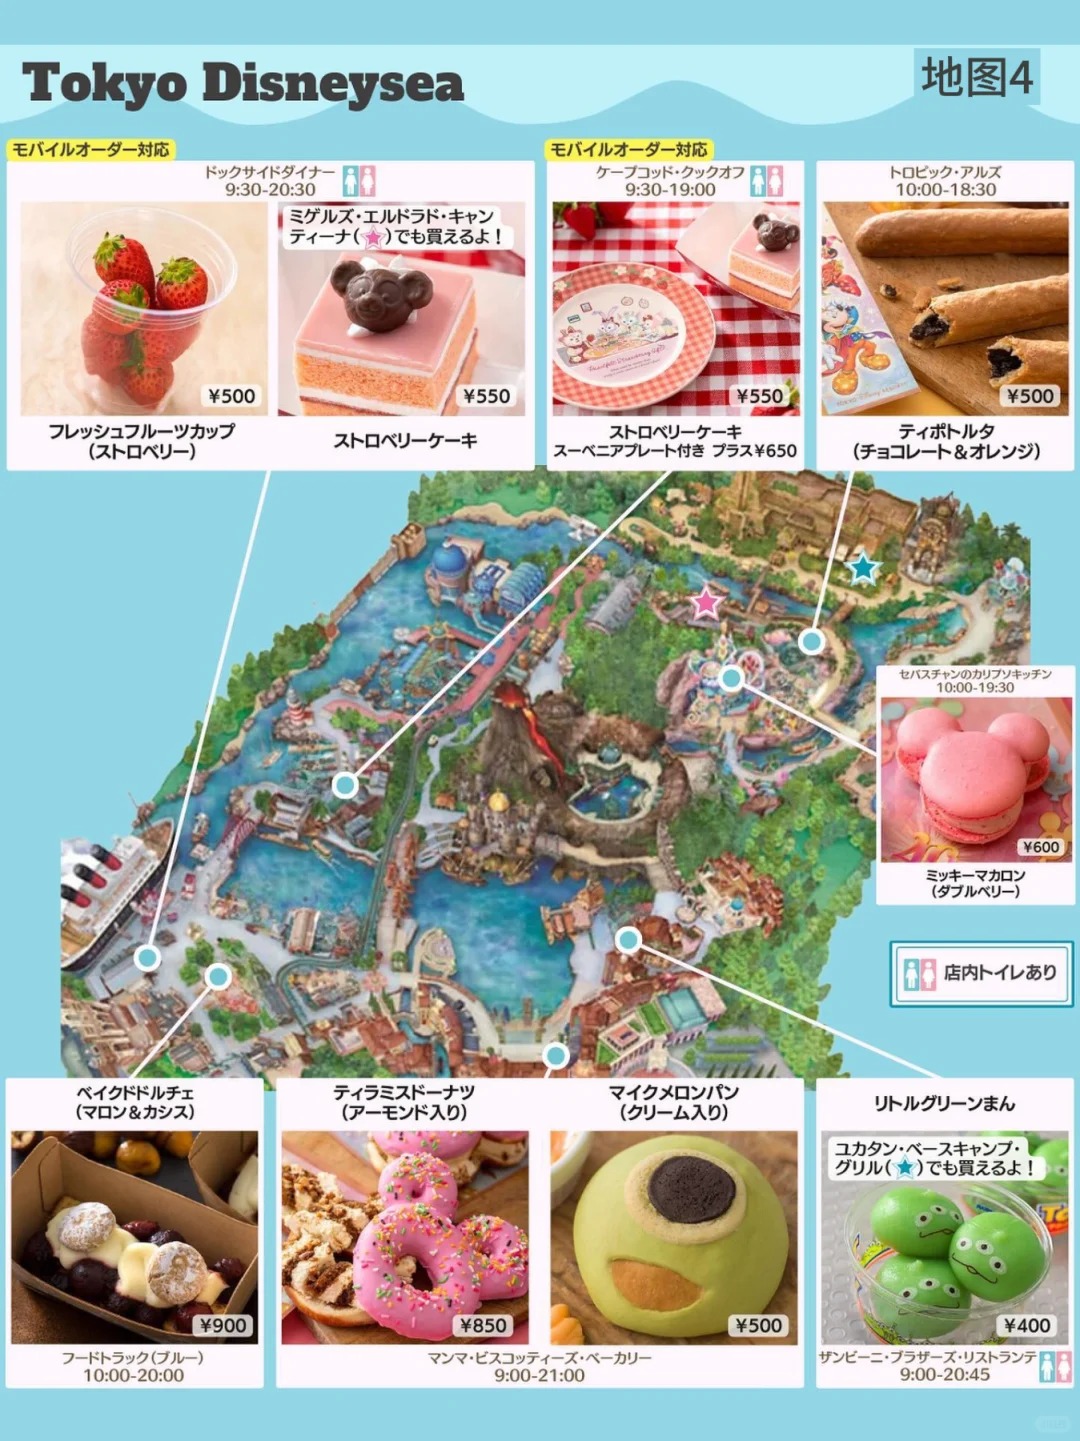 Tokyo Disneysea
地图4
モバイルオーダー対応
ドックサイドダイナー
9:30-20:30
ミゲルズ・エルドラド・キャン
ティーナ(★)でも買えるよ！
¥500
¥550
フレッシュフルーツカップ
(ストロベリー)
ストロベリーケーキ
モバイルオーダー対応
ケープコッド・クックオフ
9:30-19:00
¥550
ストロベリーケーキ
スーベニアプレート付き プラス¥650
トロピック・アルズ
10:00-18:30
¥500
ティポトルタ
(チョコレート＆オレンジ)
セバスチャンのカリプソキッチン
10:00-19:30
¥600
ミッキーマカロン
(ダブルベリー)
店内トイレあり
ベイクドドルチェ
(マロン＆カシス)
¥900
フードトラック(ブルー)
10:00-20:00
ティラミスドーナツ
(アーモンド入り)
¥850
マイクメロンパン
(クリーム入り)
¥500
マンマ・ビスコッティーズ・ベーカリー
9:00-21:00
リトルグリーンまん
ユカタン・ベースキャンプ・
グリル(★)でも買えるよ！
¥400
ザンビーニ・ブラザーズ・リストランテ
9:00-20:45